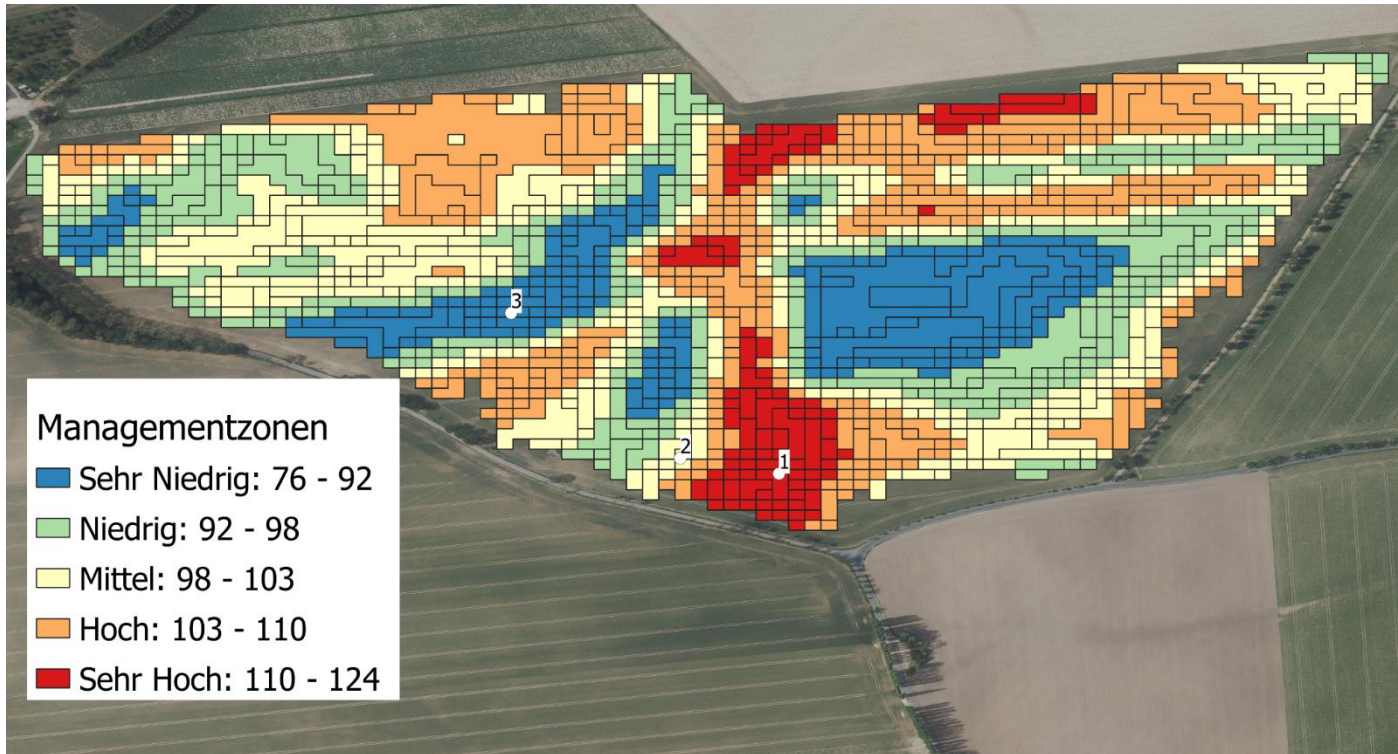 3
2
1
Managementzonen
Sehr Niedrig: 76 - 92
Niedrig: 92 - 98
Mittel: 98 - 103
Hoch: 103 - 110
Sehr Hoch: 110 - 124